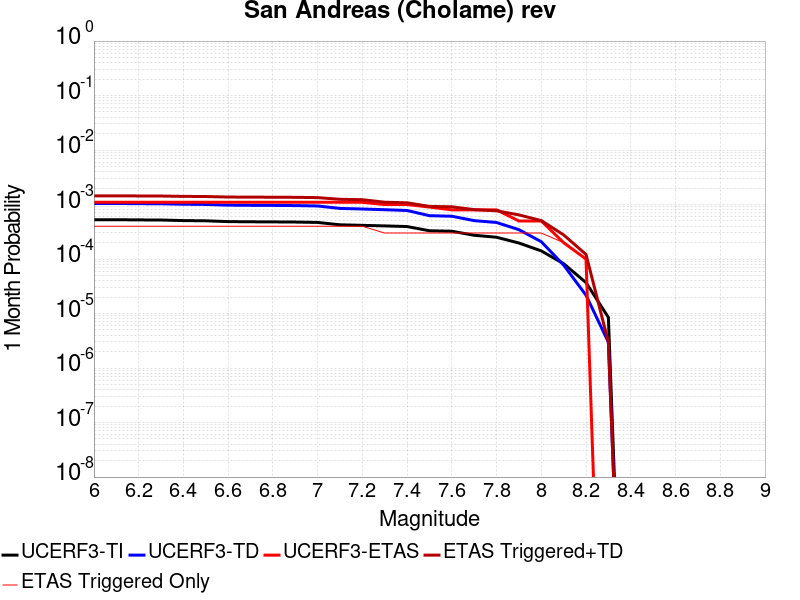 San Andreas (Cholame) rev
1 Month Probability
10^0
10^-1
10^-2
10^-3
10^-4
10^-5
10^-6
10^-7
10^-8
6 6.2 6.4 6.6 6.8 7 7.2 7.4 7.6 7.8 8 8.2 8.4 8.6 8.8 9
Magnitude
UCERF3-TI UCERF3-TD UCERF3-ETAS ETAS Triggered+TD
ETAS Triggered Only